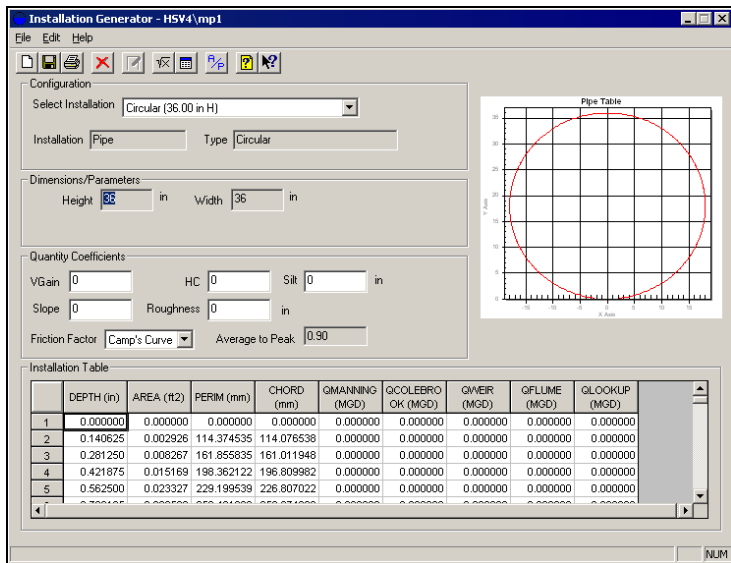 Installation Generator - HSV4\mp1
File Edit Help
Configuration
Select Installation Circular (36.00 in H)
Installation Pipe Type Circular
Dimensions/Parameters
Height 36 in Width 36 in
Quantity Coefficients
VGain 0 HC 0 Silt 0 in
Slope 0 Roughness 0 in
Friction Factor Camp's Curve Average to Peak 0.90
Pipe Table
Y Axis
35
30
25
20
15
10
5
0
-15 -10 -5 0 5 10 15
X Axis
Installation Table
DEPTH (in) AREA (ft2) PERIM (mm) CHORD (mm) QMANNING (MGD) QCOLEBRO OK (MGD) QWEIR (MGD) QFLUME (MGD) QLOOKUP (MGD)
1 0.000000 0.000000 0.000000 0.000000 0.000000 0.000000 0.000000 0.000000 0.000000
2 0.140625 0.002926 114.374535 114.076538 0.000000 0.000000 0.000000 0.000000 0.000000
3 0.281250 0.008267 161.855835 161.011948 0.000000 0.000000 0.000000 0.000000 0.000000
4 0.421875 0.015169 198.362122 196.809982 0.000000 0.000000 0.000000 0.000000 0.000000
5 0.562500 0.023327 229.199539 226.807022 0.000000 0.000000 0.000000 0.000000 0.000000
NUM